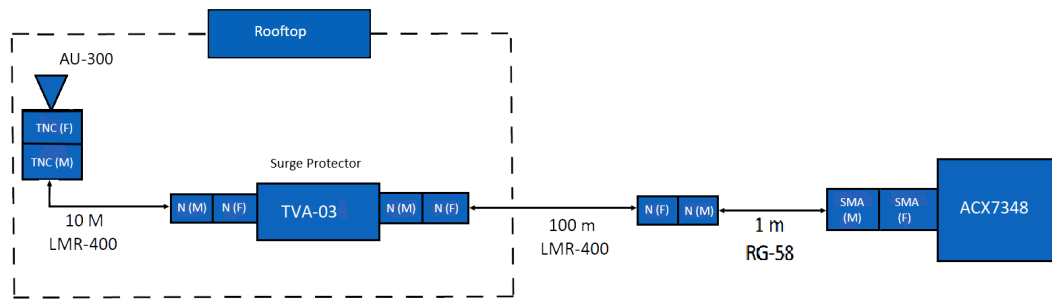 Rooftop
AU-300
TNC (F)
TNC (M)
Surge Protector
N (M) N (F) TVA-03 N (M) N (F)
N (F) N (M)
SMA (M)
SMA (F)
ACX7348
10 M
LMR-400
100 m
LMR-400
1 m
RG-58